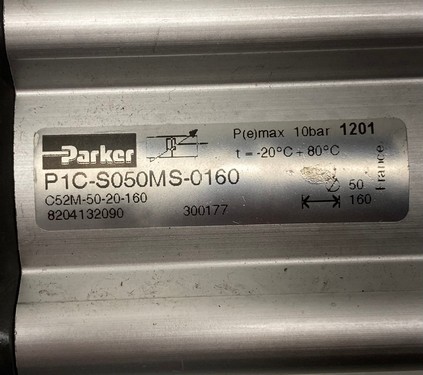 Parker
P(e)max 10bar 1201
t = -20°C + 80°C
P1C-S050MS-0160
C52M-50-20-160
8204132090 300177
50
160
France